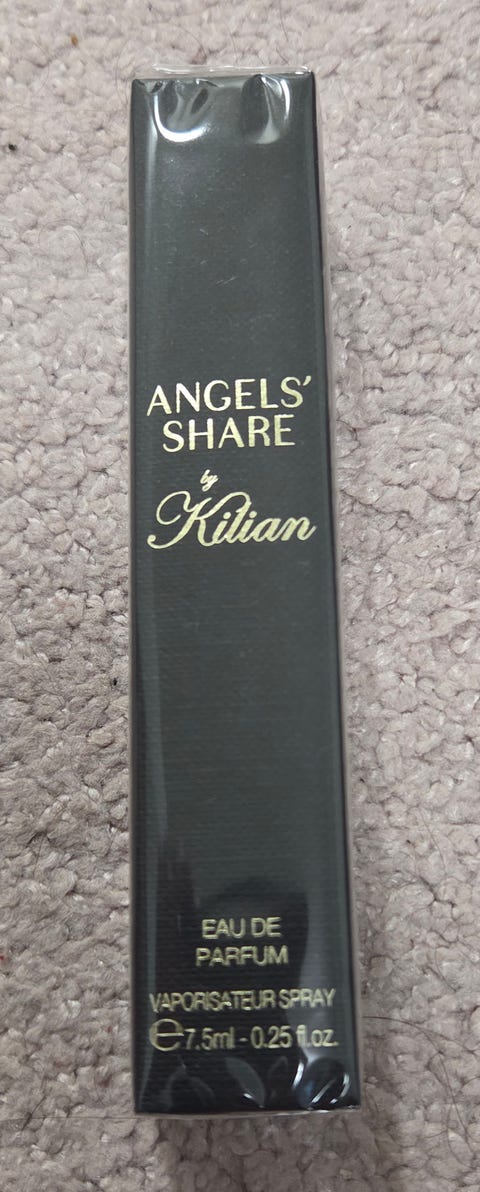 ANGELS’
SHARE
by
Kilian
EAU DE
PARFUM
VAPORISATEUR SPRAY
℮7.5ml - 0.25 fl.oz.